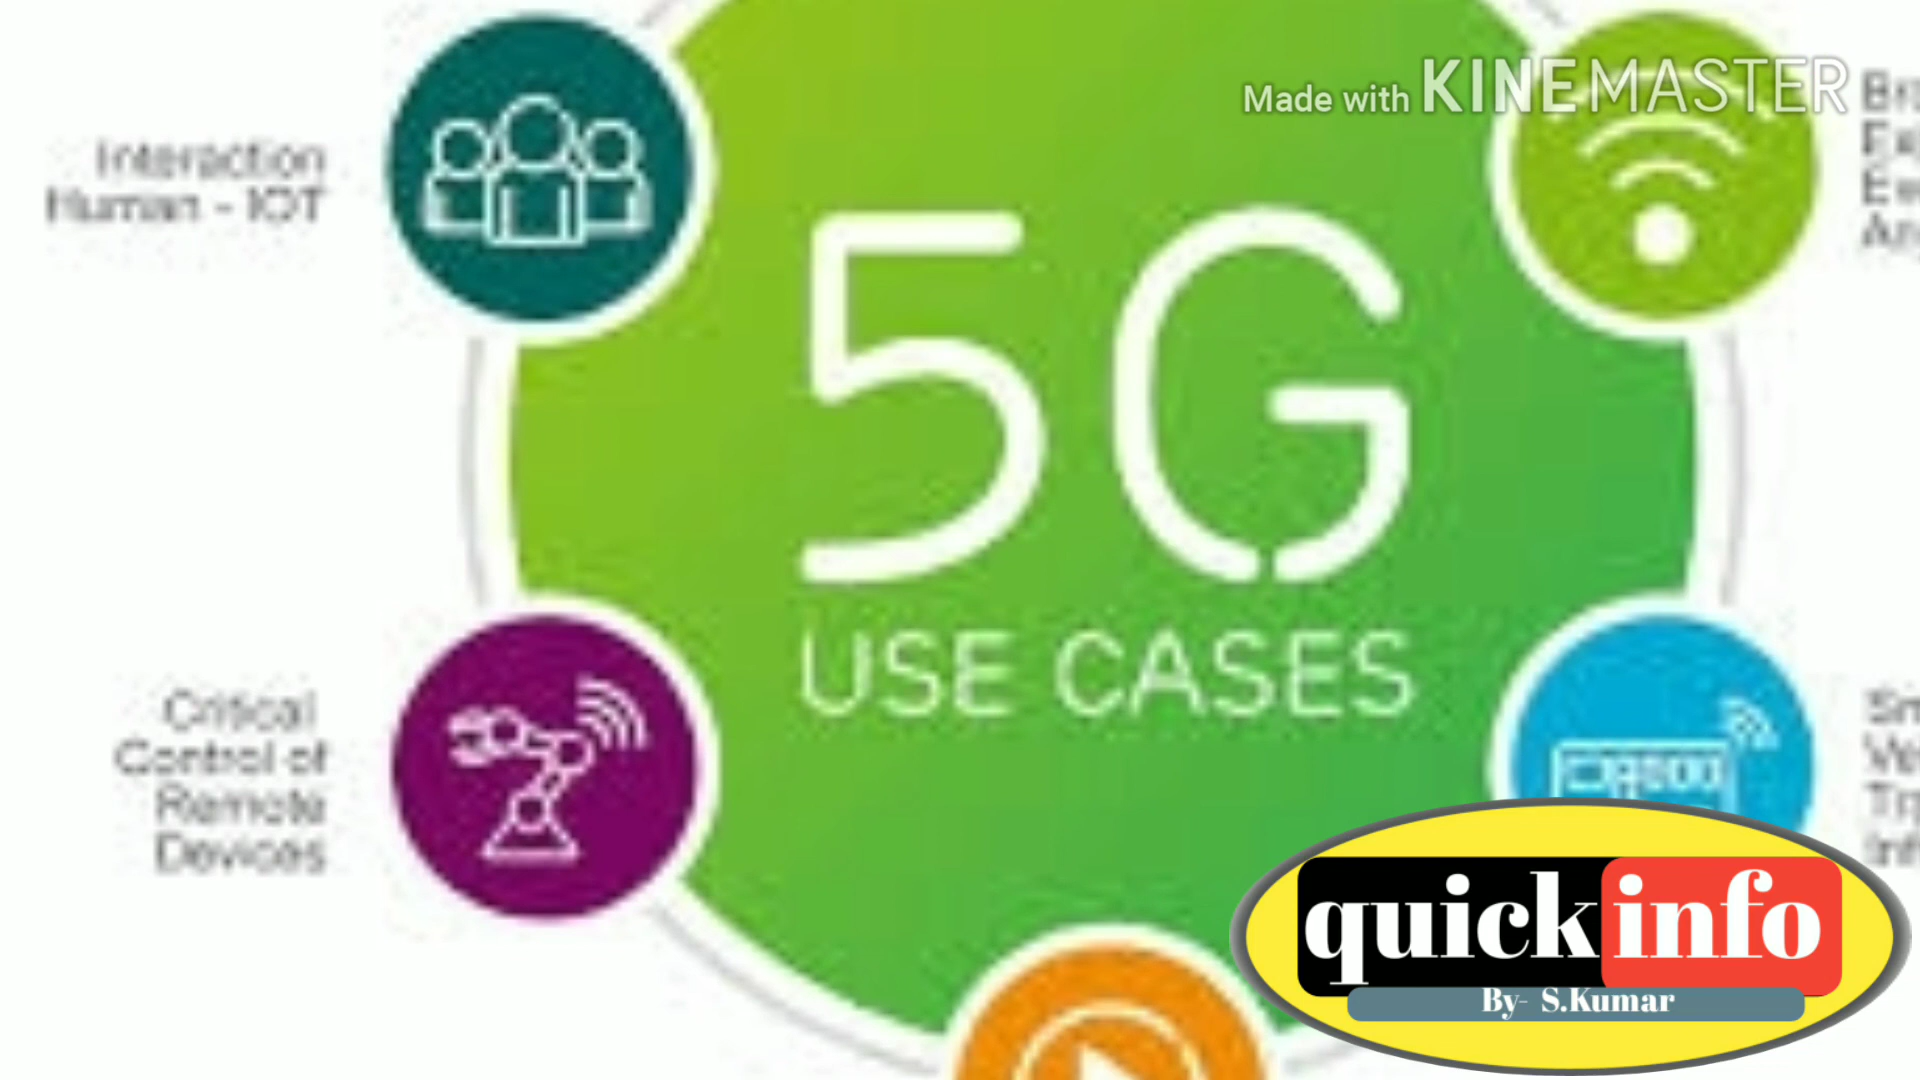 Made with KINEMASTER
Interaction
Human - IOT
5G
USE CASES
Critical
Control of
Remote
Devices
quick info
By- S.Kumar